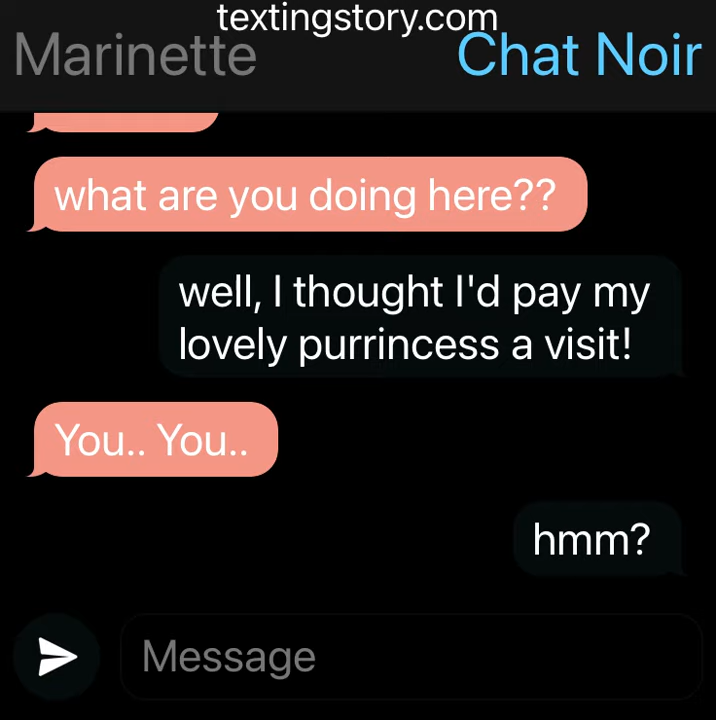 textingstory.com
Marinette
Chat Noir
what are you doing here??
well, I thought I'd pay my
lovely purrincess a visit!
You.. You..
hmm?
Message